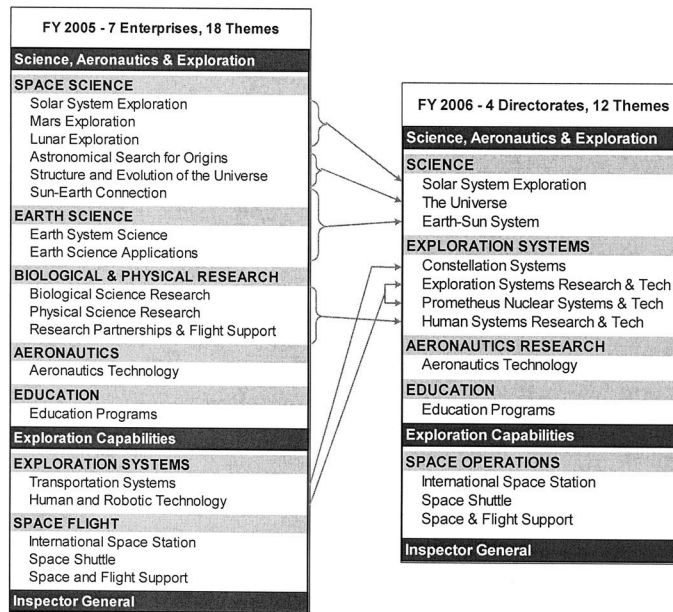 FY 2005 - 7 Enterprises, 18 Themes
Science, Aeronautics & Exploration
SPACE SCIENCE
Solar System Exploration
Mars Exploration
Lunar Exploration
Astronomical Search for Origins
Structure and Evolution of the Universe
Sun-Earth Connection
EARTH SCIENCE
Earth System Science
Earth Science Applications
BIOLOGICAL & PHYSICAL RESEARCH
Biological Science Research
Physical Science Research
Research Partnerships & Flight Support
AERONAUTICS
Aeronautics Technology
EDUCATION
Education Programs
Exploration Capabilities
EXPLORATION SYSTEMS
Transportation Systems
Human and Robotic Technology
SPACE FLIGHT
International Space Station
Space Shuttle
Space and Flight Support
Inspector General
FY 2006 - 4 Directorates, 12 Themes
Science, Aeronautics & Exploration
SCIENCE
Solar System Exploration
The Universe
Earth-Sun System
EXPLORATION SYSTEMS
Constellation Systems
Exploration Systems Research & Tech
Prometheus Nuclear Systems & Tech
Human Systems Research & Tech
AERONAUTICS RESEARCH
Aeronautics Technology
EDUCATION
Education Programs
Exploration Capabilities
SPACE OPERATIONS
International Space Station
Space Shuttle
Space & Flight Support
Inspector General